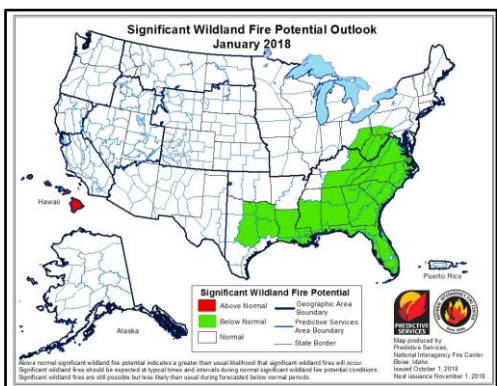 Significant Wildland Fire Potential Outlook
January 2018
Hawaii
Alaska
Puerto Rico
Significant Wildland Fire Potential
Above Normal
Below Normal
Normal
Geographic Area
Boundary
Predictive Services
Area Boundary
State Border
PREDICTIVE
SERVICES
NATIONAL INTERAGENCY FIRE CENTER
Map produced by
Predictive Services,
National Interagency Fire Center
Boise, Idaho
Issued October 1, 2018
Next issuance November 1, 2018
Above normal significant wildland fire potential indicates a greater than usual likelihood that significant wildland fires will occur.
Significant wildland fires should be expected at typical times and intervals during normal significant wildland fire potential conditions.
Significant wildland fires are still possible but less likely than usual during forecasted below normal periods.